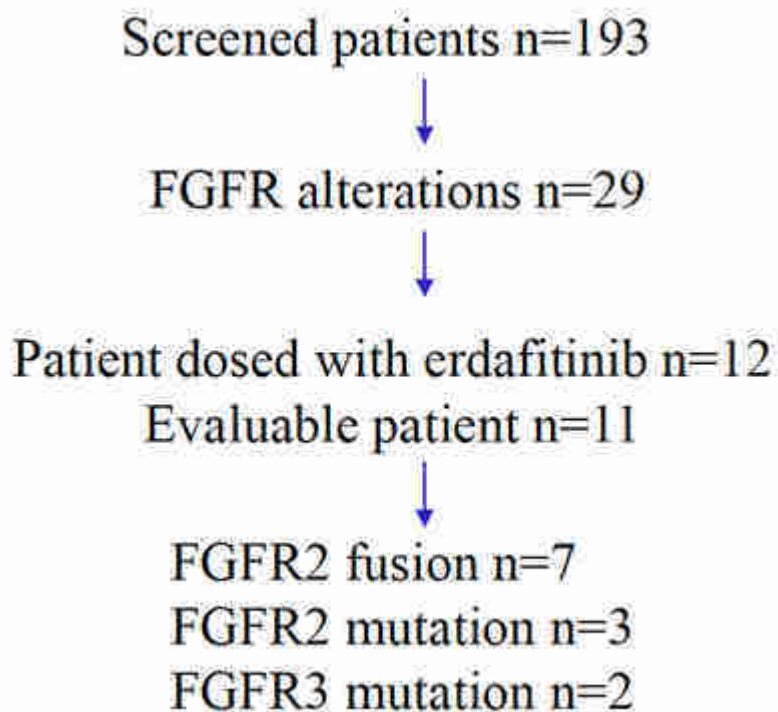 Screened patients n=193
FGFR alterations n=29
Patient dosed with erdafitinib n=12
Evaluable patient n=11
FGFR2 fusion n=7
FGFR2 mutation n=3
FGFR3 mutation n=2